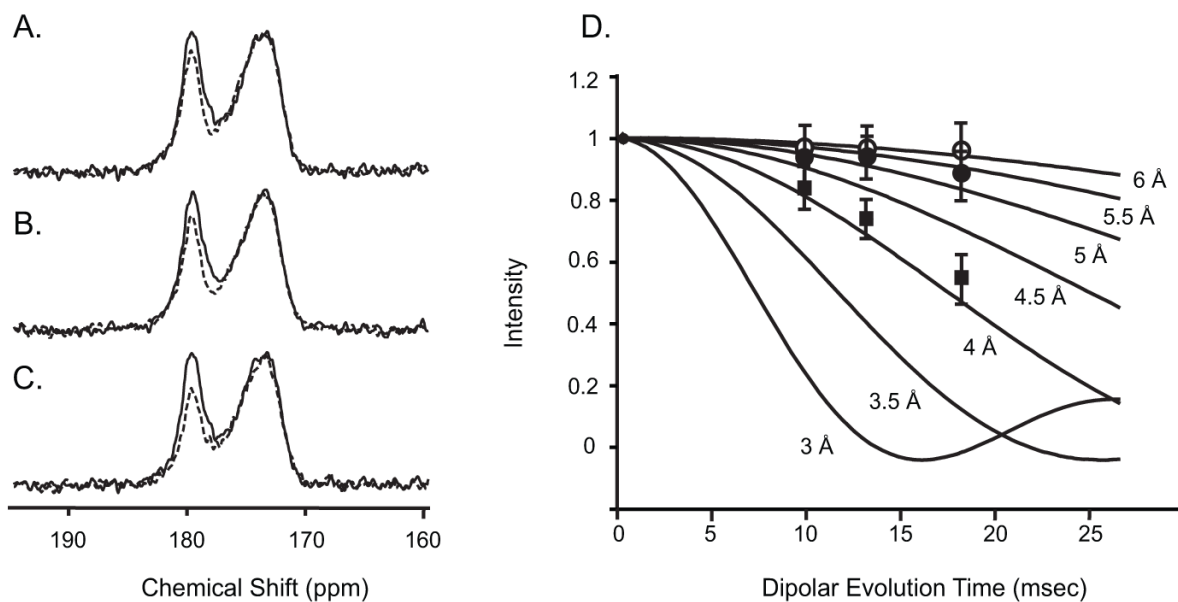 A.
B.
C.
190 180 170 160
Chemical Shift (ppm)
D.
Intensity
1.2
1
0.8
0.6
0.4
0.2
0
6 Å
5.5 Å
5 Å
4.5 Å
4 Å
3.5 Å
3 Å
0 5 10 15 20 25
Dipolar Evolution Time (msec)